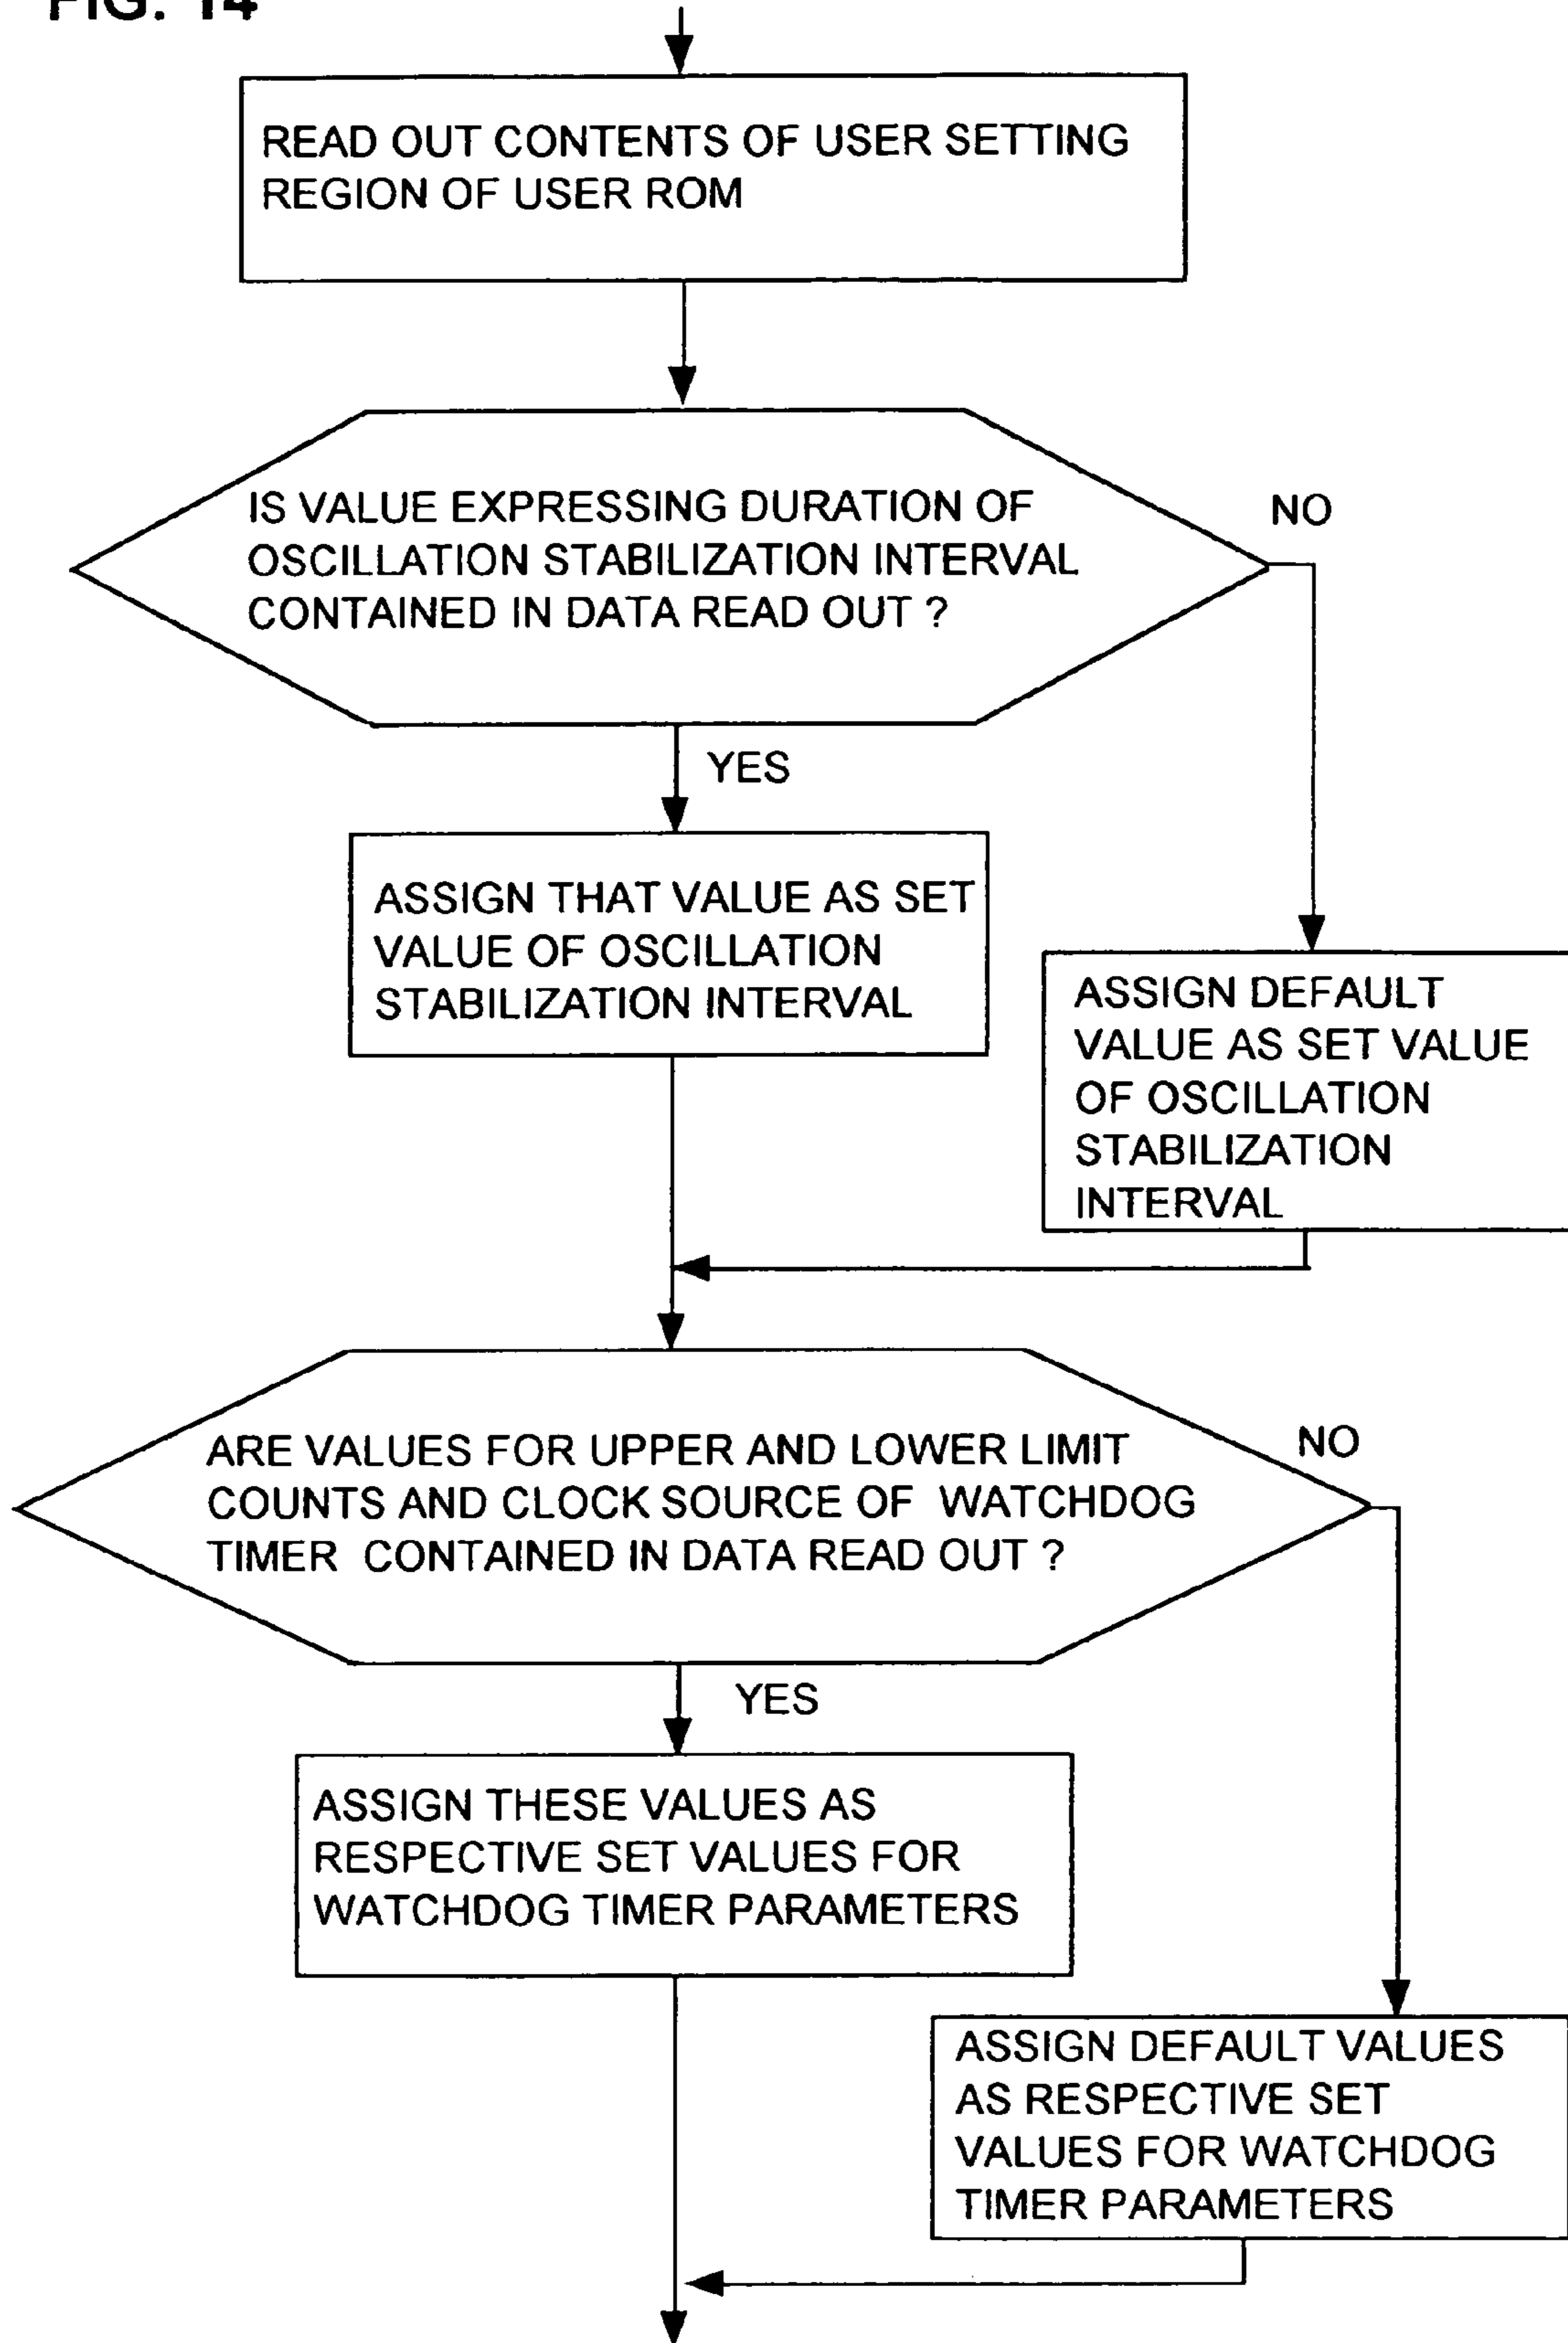 FIG. 14
READ OUT CONTENTS OF USER SETTING
REGION OF USER ROM
IS VALUE EXPRESSING DURATION OF
OSCILLATION STABILIZATION INTERVAL
CONTAINED IN DATA READ OUT ?
NO
YES
ASSIGN THAT VALUE AS SET
VALUE OF OSCILLATION
STABILIZATION INTERVAL
ASSIGN DEFAULT
VALUE AS SET VALUE
OF OSCILLATION
STABILIZATION
INTERVAL
ARE VALUES FOR UPPER AND LOWER LIMIT
COUNTS AND CLOCK SOURCE OF WATCHDOG
TIMER CONTAINED IN DATA READ OUT ?
NO
YES
ASSIGN THESE VALUES AS
RESPECTIVE SET VALUES FOR
WATCHDOG TIMER PARAMETERS
ASSIGN DEFAULT VALUES
AS RESPECTIVE SET
VALUES FOR WATCHDOG
TIMER PARAMETERS